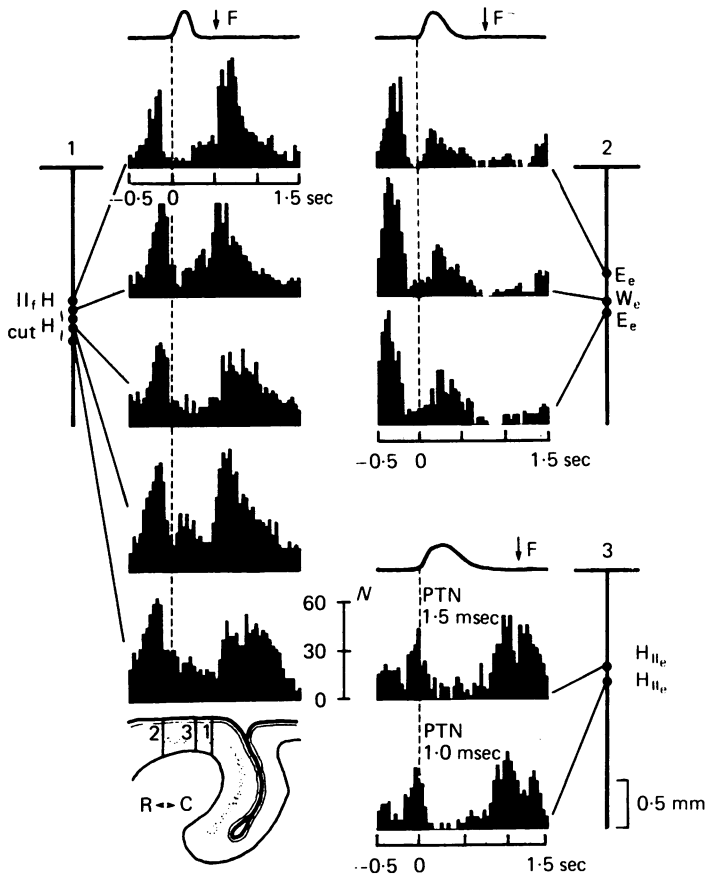 F
F
1
2
-0·5 0 1·5 sec
II_f H
cut H
E_e
W_e
E_e
-0·5 0 1·5 sec
F
3
N
60
30
0
PTN
1·5 msec
H_IIe
H_IIe
PTN
1·0 msec
2 3 1
R ↔ C
0·5 mm
-0·5 0 1·5 sec